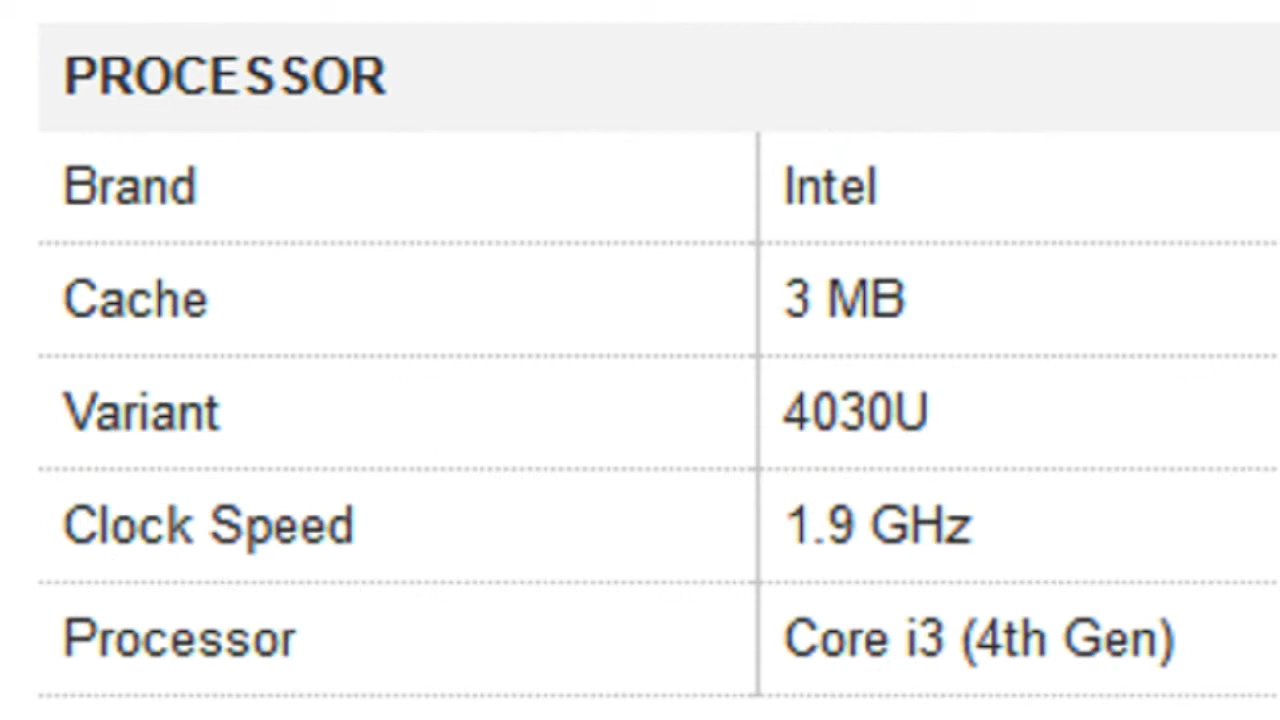 PROCESSOR
Brand Intel
Cache 3 MB
Variant 4030U
Clock Speed 1.9 GHz
Processor Core i3 (4th Gen)